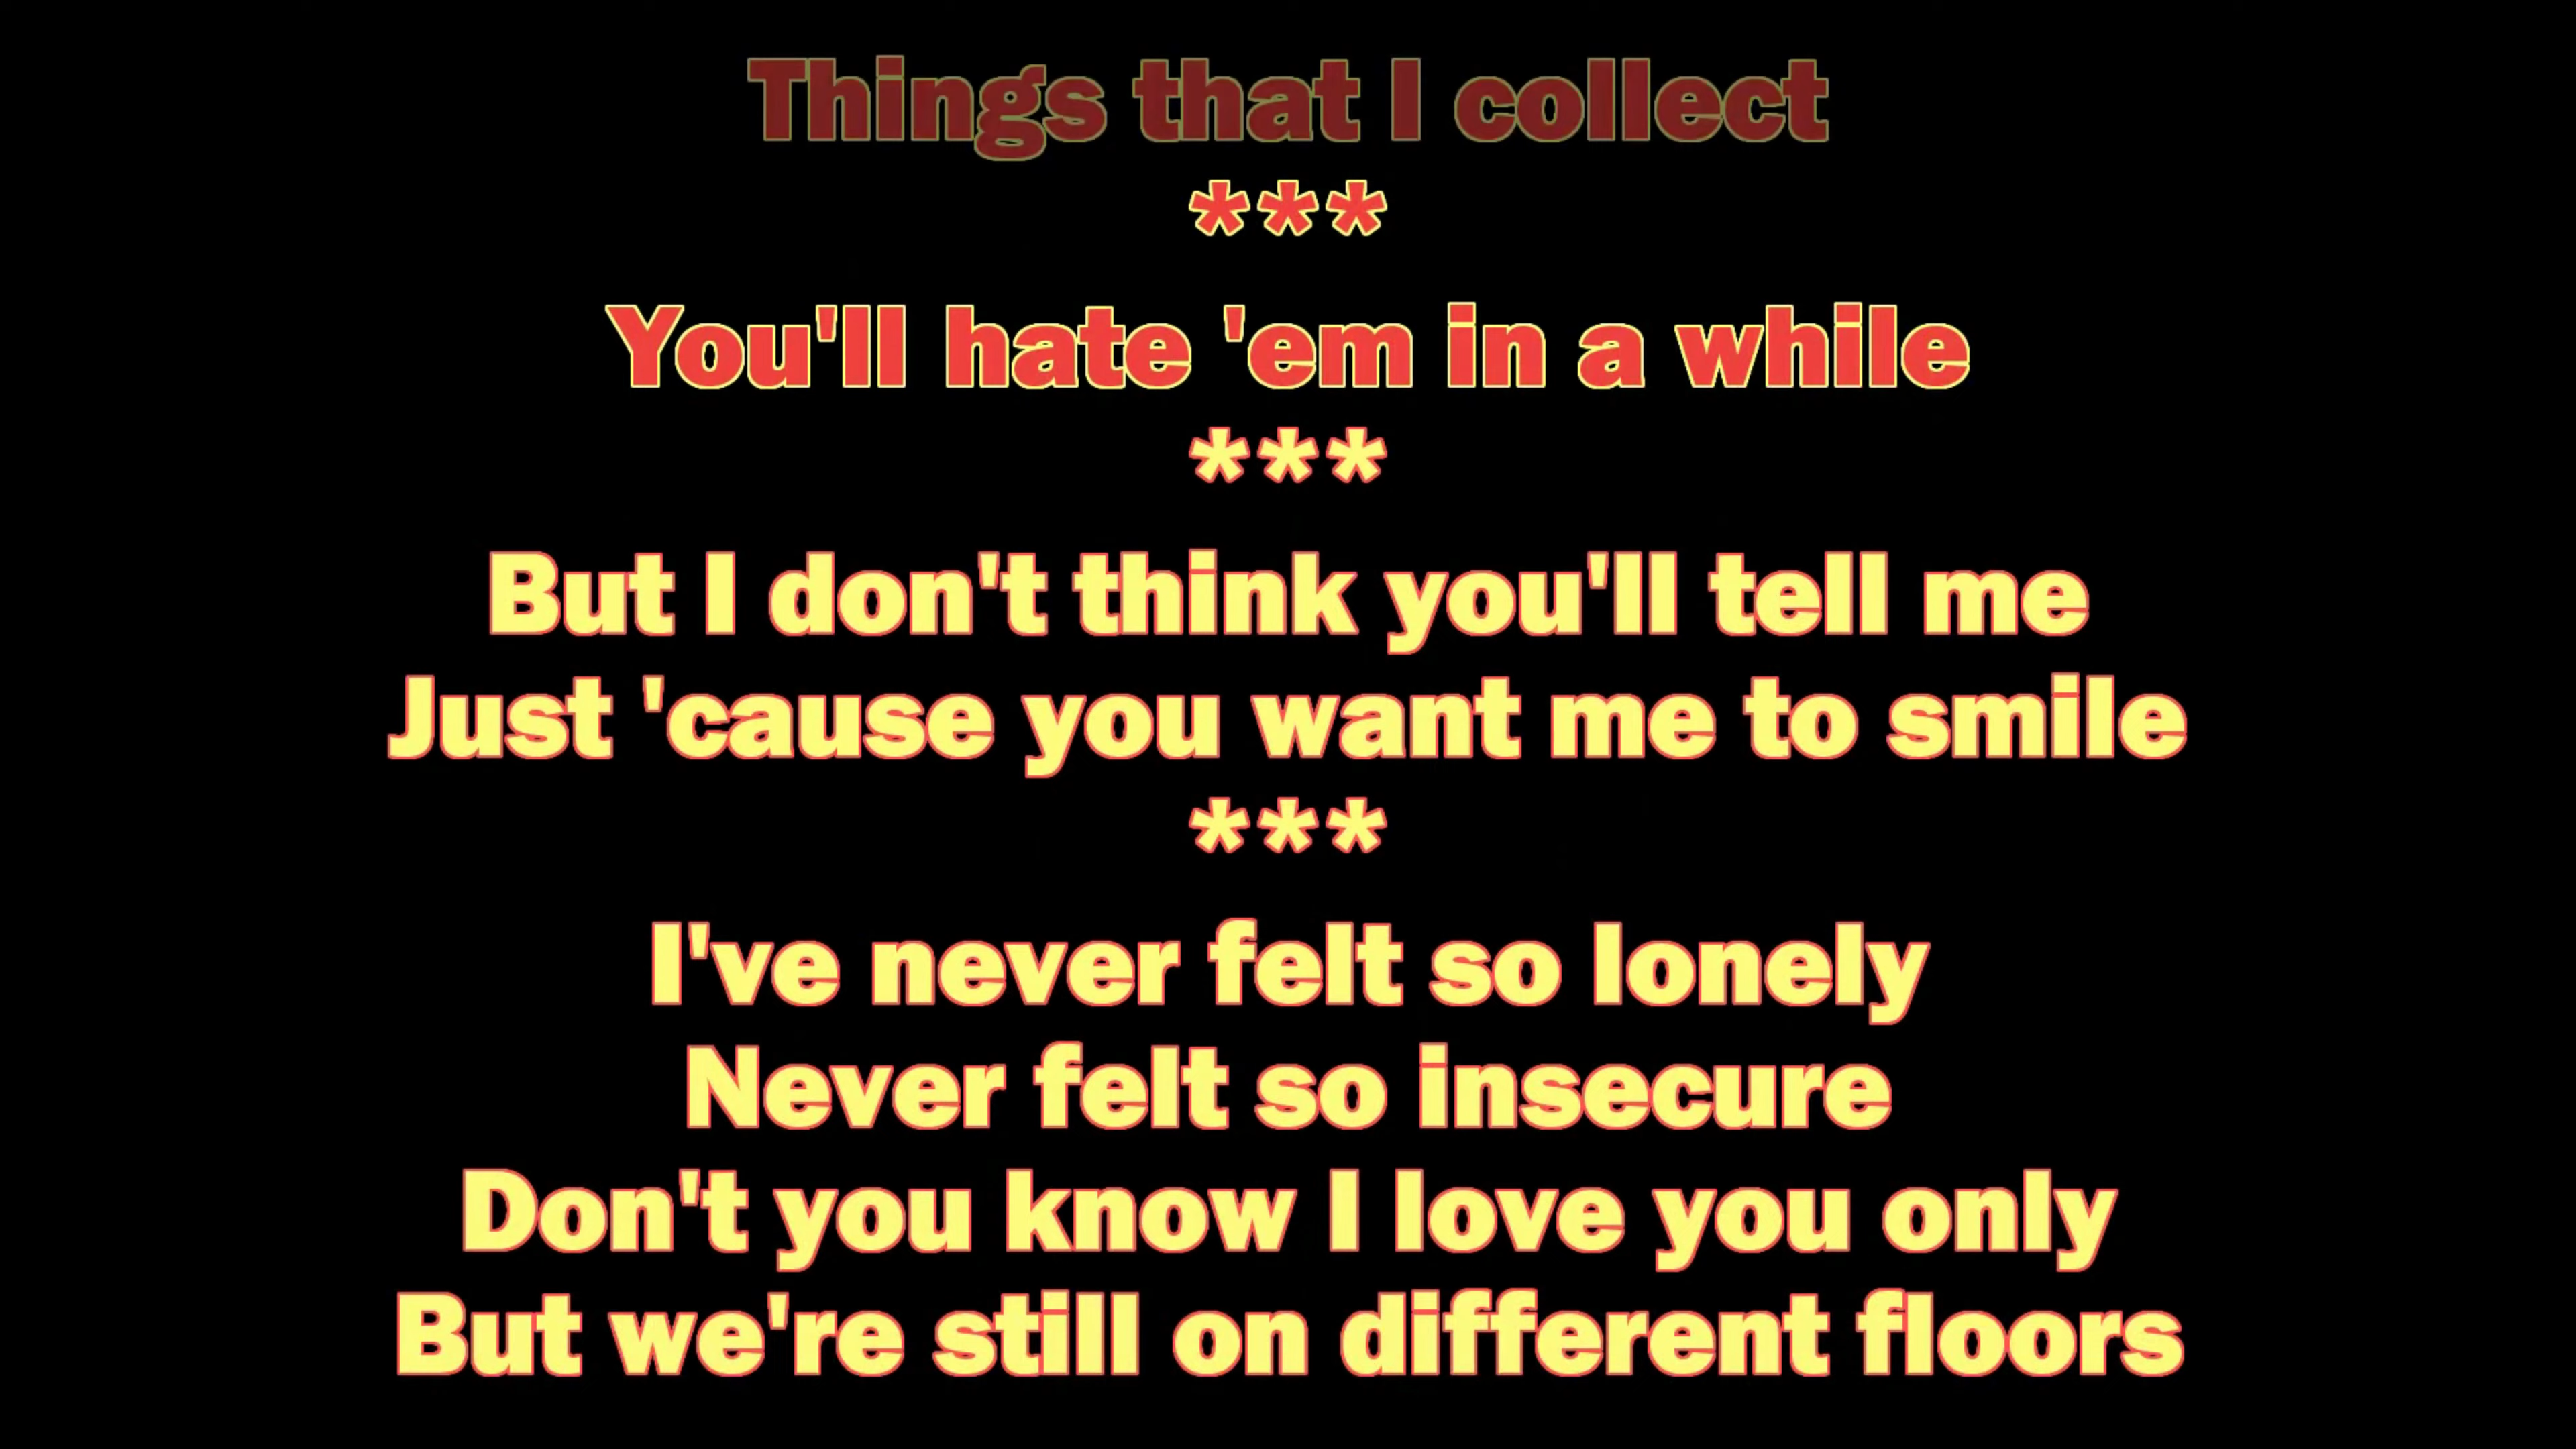 Things that I collect
***
You'll hate 'em in a while
***
But I don't think you'll tell me
Just 'cause you want me to smile
***
I've never felt so lonely
Never felt so insecure
Don't you know I love you only
But we're still on different floors